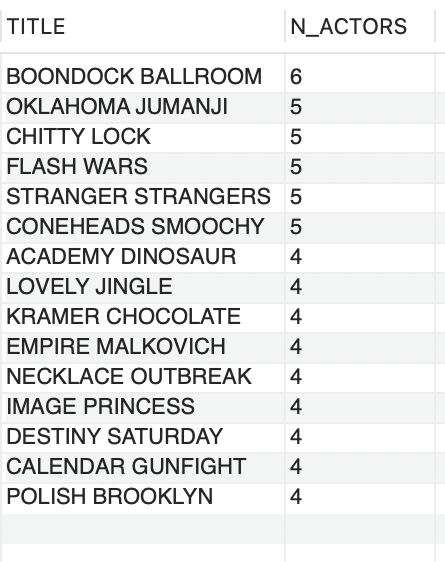 TITLE N_ACTORS
BOONDOCK BALLROOM 6
OKLAHOMA JUMANJI 5
CHITTY LOCK 5
FLASH WARS 5
STRANGER STRANGERS 5
CONEHEADS SMOOCHY 5
ACADEMY DINOSAUR 4
LOVELY JINGLE 4
KRAMER CHOCOLATE 4
EMPIRE MALKOVICH 4
NECKLACE OUTBREAK 4
IMAGE PRINCESS 4
DESTINY SATURDAY 4
CALENDAR GUNFIGHT 4
POLISH BROOKLYN 4